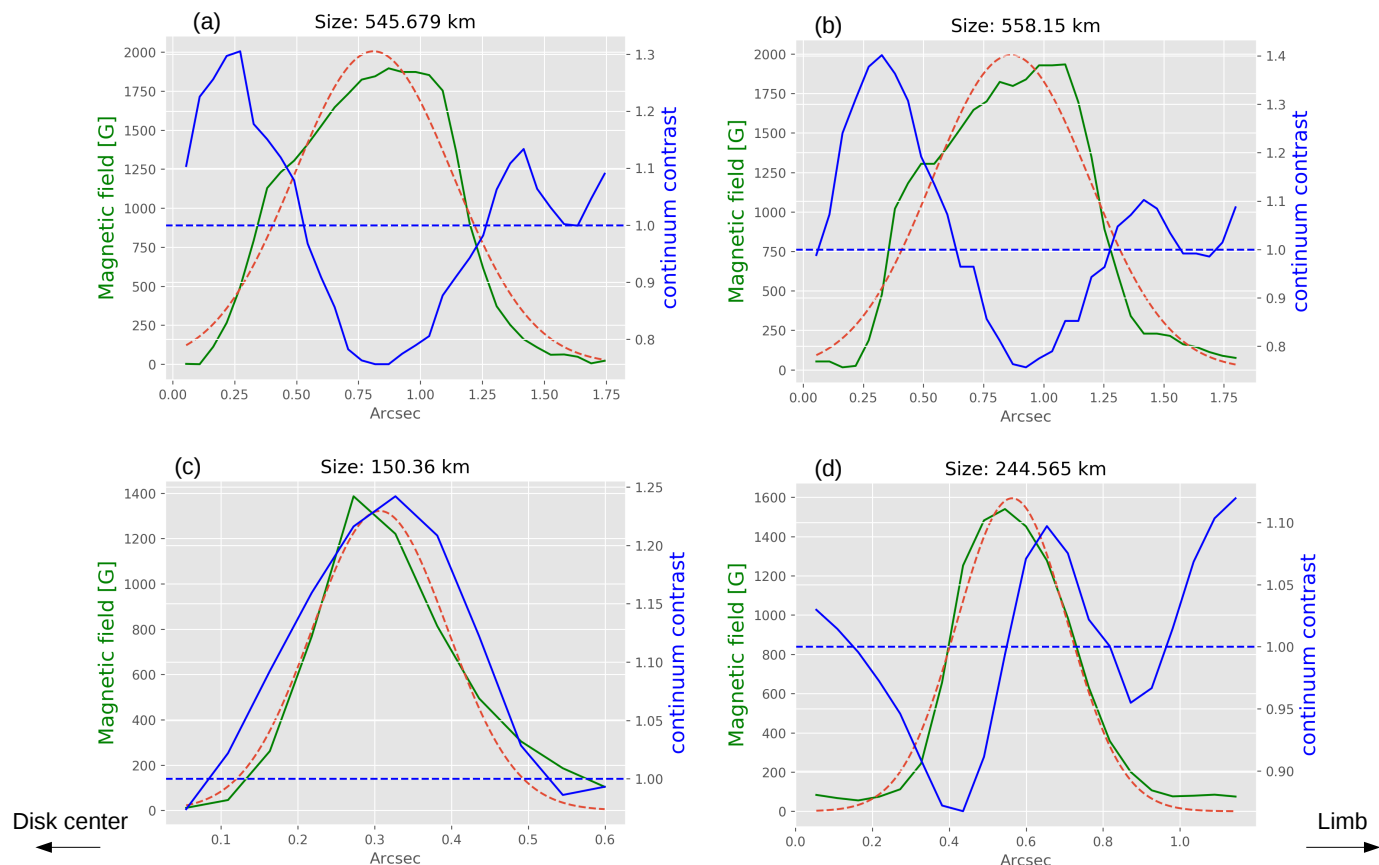 (a) Size: 545.679 km
2000 1750 1500 1250 1000 750 500 250 0
Magnetic field [G]
1.3 1.2 1.1 1.0 0.9 0.8
continuum contrast
0.00 0.25 0.50 0.75 1.00 1.25 1.50 1.75
Arcsec
(b) Size: 558.15 km
2000 1750 1500 1250 1000 750 500 250 0
Magnetic field [G]
1.4 1.3 1.2 1.1 1.0 0.9 0.8
continuum contrast
0.00 0.25 0.50 0.75 1.00 1.25 1.50 1.75
Arcsec
(c) Size: 150.36 km
1400 1200 1000 800 600 400 200 0
Magnetic field [G]
1.25 1.20 1.15 1.10 1.05 1.00
continuum contrast
0.1 0.2 0.3 0.4 0.5 0.6
Arcsec
(d) Size: 244.565 km
1600 1400 1200 1000 800 600 400 200 0
Magnetic field [G]
1.10 1.05 1.00 0.95 0.90
continuum contrast
0.0 0.2 0.4 0.6 0.8 1.0
Arcsec
Disk center
Limb